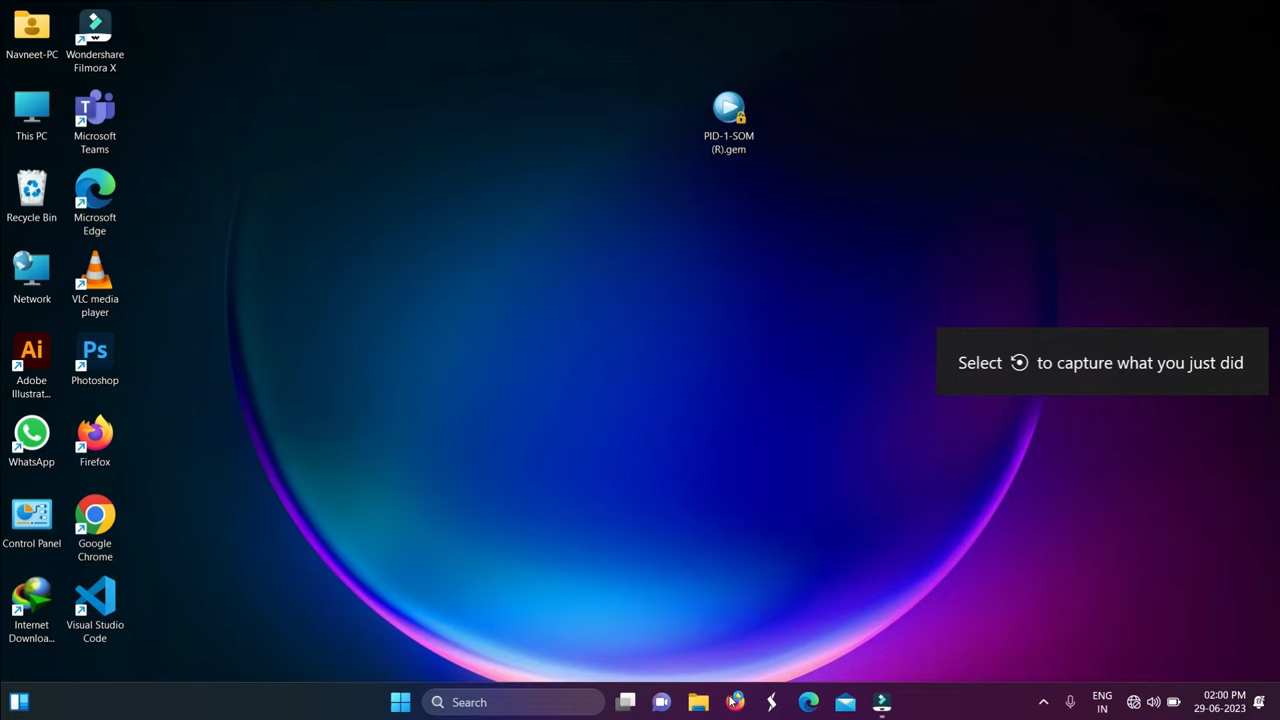 Navneet-PC
Wondershare
Filmora X
This PC
Microsoft
Teams
Recycle Bin
Microsoft
Edge
Network
VLC media
player
Adobe
Illustrat...
Photoshop
WhatsApp
Firefox
Control Panel
Google
Chrome
Internet
Downloa...
Visual Studio
Code
T
Ai
Ps
PID-1-SOM
(R).gem
Select to capture what you just did
Search
ENG
IN
02:00 PM
29-06-2023